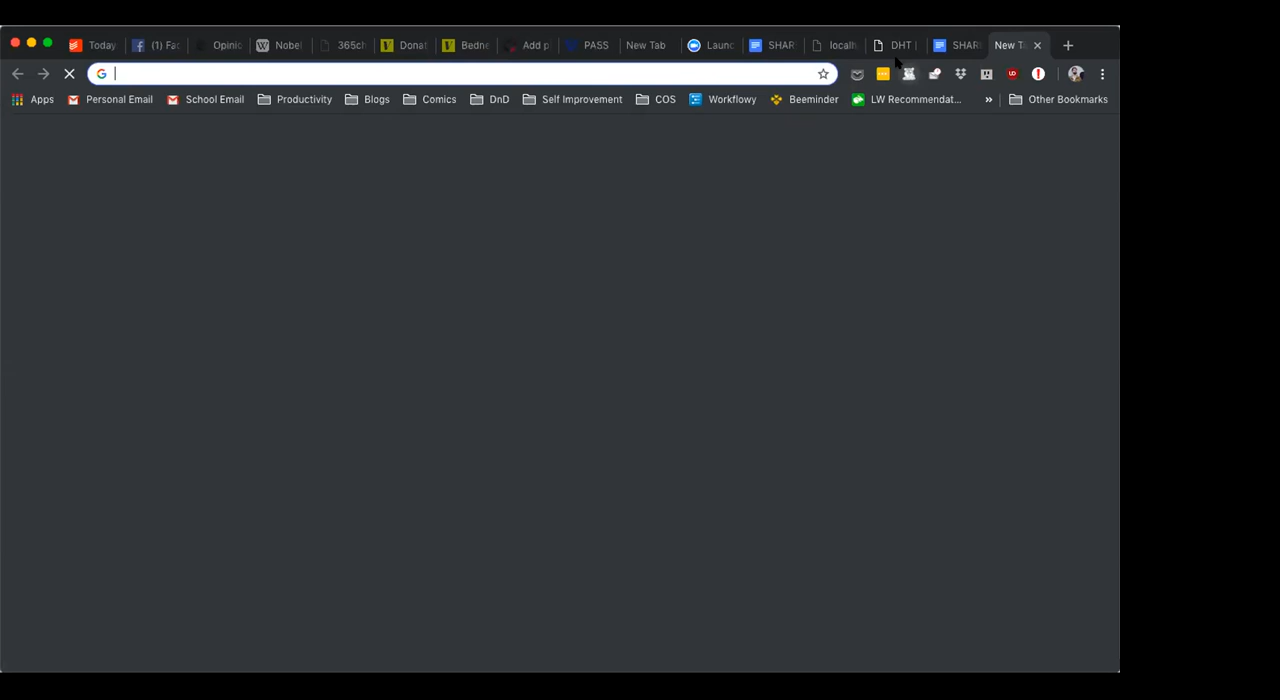 Today (1) Fac Opinio Nobel 365ch Donat Bedne Add p PASS New Tab Launc SHAR localh DHT | SHAR New T
Apps Personal Email School Email Productivity Blogs Comics DnD Self Improvement COS Workflowy Beeminder LW Recommendat... » Other Bookmarks